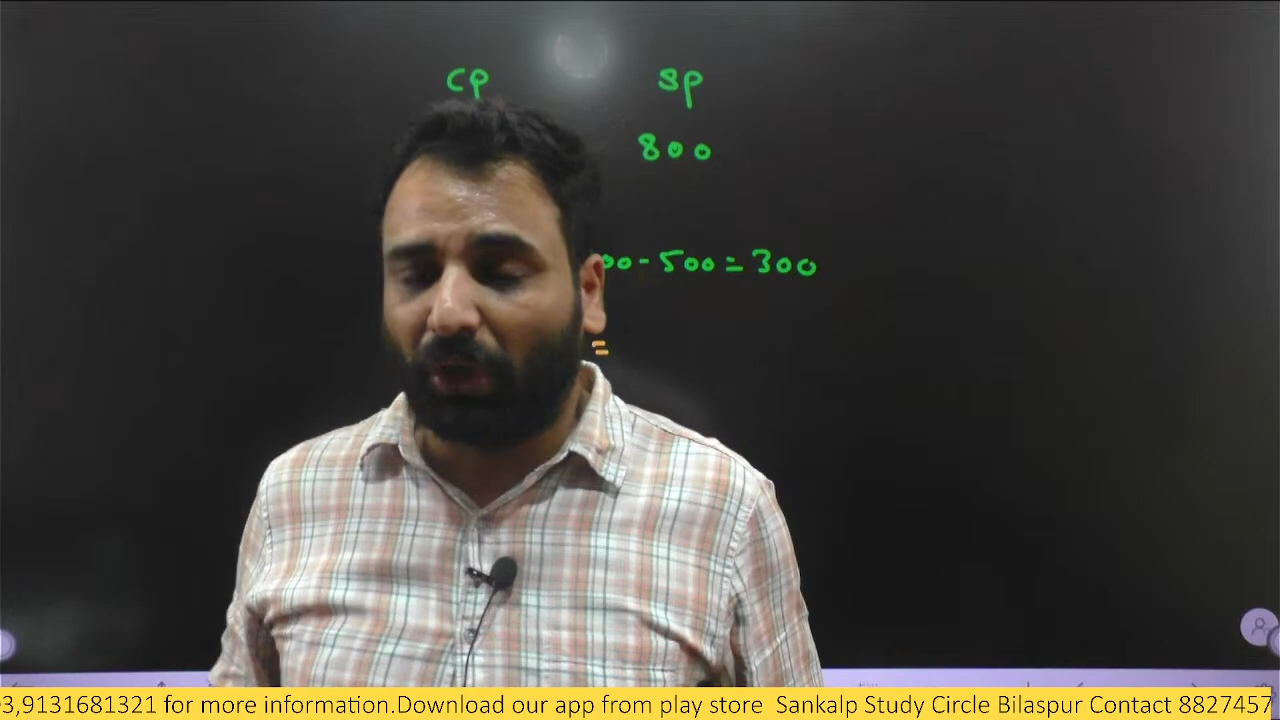 CP SP
800
00-500=300
=
3,9131681321 for more information.Download our app from play store Sankalp Study Circle Bilaspur Contact 8827457